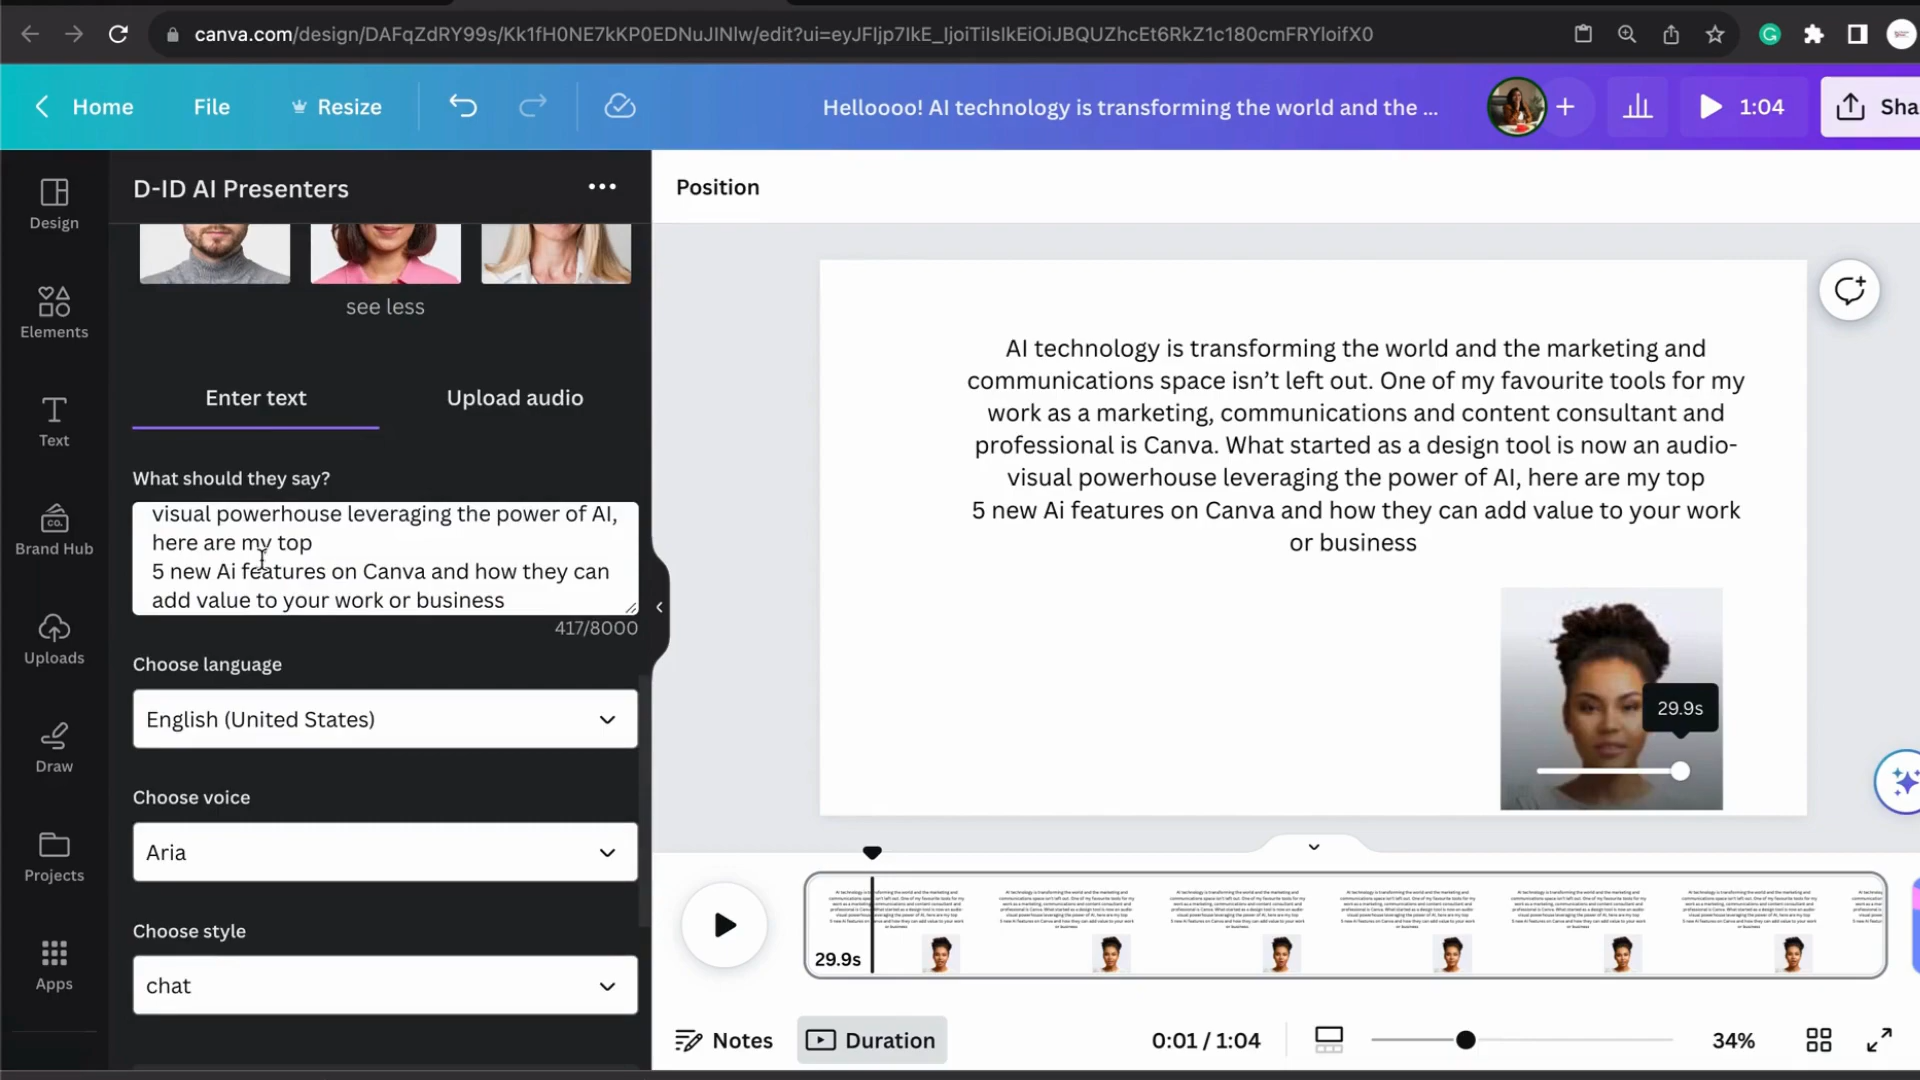 canva.com/design/DAFqZdRY99s/Kk1fH0NE7kKP0EDNuJINlw/edit?ui=eyJFIjp7IkE_IjoiTiIsIkEiOiJBQUZhcEt6RkZ1c180cmFRYIoifX0
Home
File
Resize
Helloooo! AI technology is transforming the world and the ...
1:04
Sha
Design
Elements
Text
Brand Hub
Uploads
Draw
Projects
Apps
D-ID AI Presenters
see less
Enter text
Upload audio
What should they say?
visual powerhouse leveraging the power of AI,
here are my top
5 new Ai features on Canva and how they can
add value to your work or business
417/8000
Choose language
English (United States)
Choose voice
Aria
Choose style
chat
Position
AI technology is transforming the world and the marketing and
communications space isn’t left out. One of my favourite tools for my
work as a marketing, communications and content consultant and
professional is Canva. What started as a design tool is now an audio-
visual powerhouse leveraging the power of AI, here are my top
5 new Ai features on Canva and how they can add value to your work
or business
29.9s
29.9s
Notes
Duration
0:01 / 1:04
34%